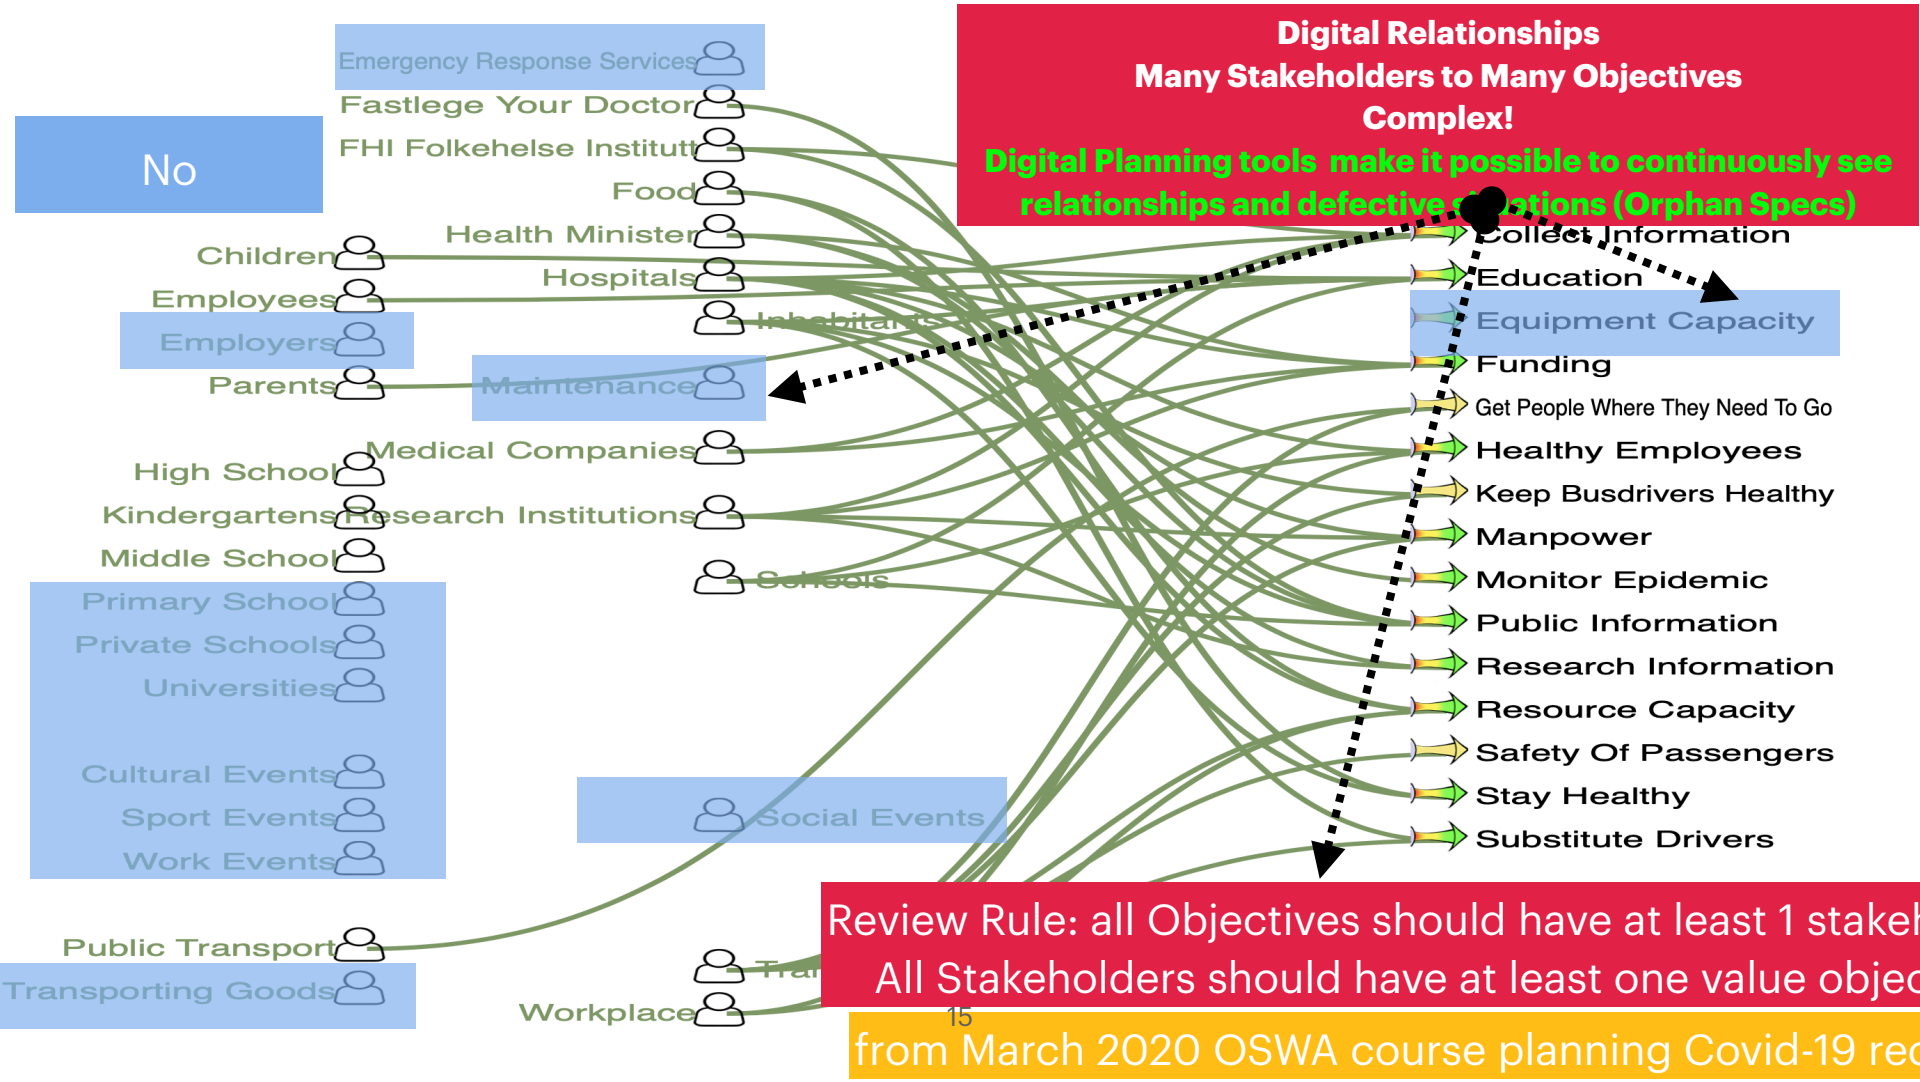 Digital Relationships
Many Stakeholders to Many Objectives
Complex!
Digital Planning tools make it possible to continuously see
relationships and defective (Orphan Specs)
No
Emergency Response Services
Fastlege Your Doctor
FHI Folkehelse Institutt
Food
Health Minister
Hospitals
Inhabitants
Maintenance
Medical Companies
Research Institutions
Schools
Social Events
Workplace
Children
Employees
Employers
Parents
High School
Kindergartens
Middle School
Primary School
Private Schools
Universities
Cultural Events
Sport Events
Work Events
Public Transport
Transporting Goods
Collect Information
Education
Equipment Capacity
Funding
Get People Where They Need To Go
Healthy Employees
Keep Busdrivers Healthy
Manpower
Monitor Epidemic
Public Information
Research Information
Resource Capacity
Safety Of Passengers
Stay Healthy
Substitute Drivers
Review Rule: all Objectives should have at least 1
All Stakeholders should have at least one value
15
from March 2020 OSWA course planning Covid-19